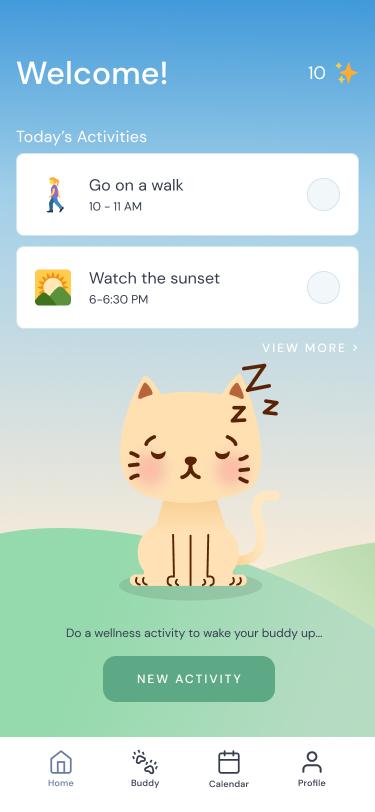 Welcome!
10
Today's Activities
Go on a walk
10 - 11 AM
Watch the sunset
6-6:30 PM
VIEW MORE >
Z
z
z
Do a wellness activity to wake your buddy up...
NEW ACTIVITY
Home
Buddy
Calendar
Profile